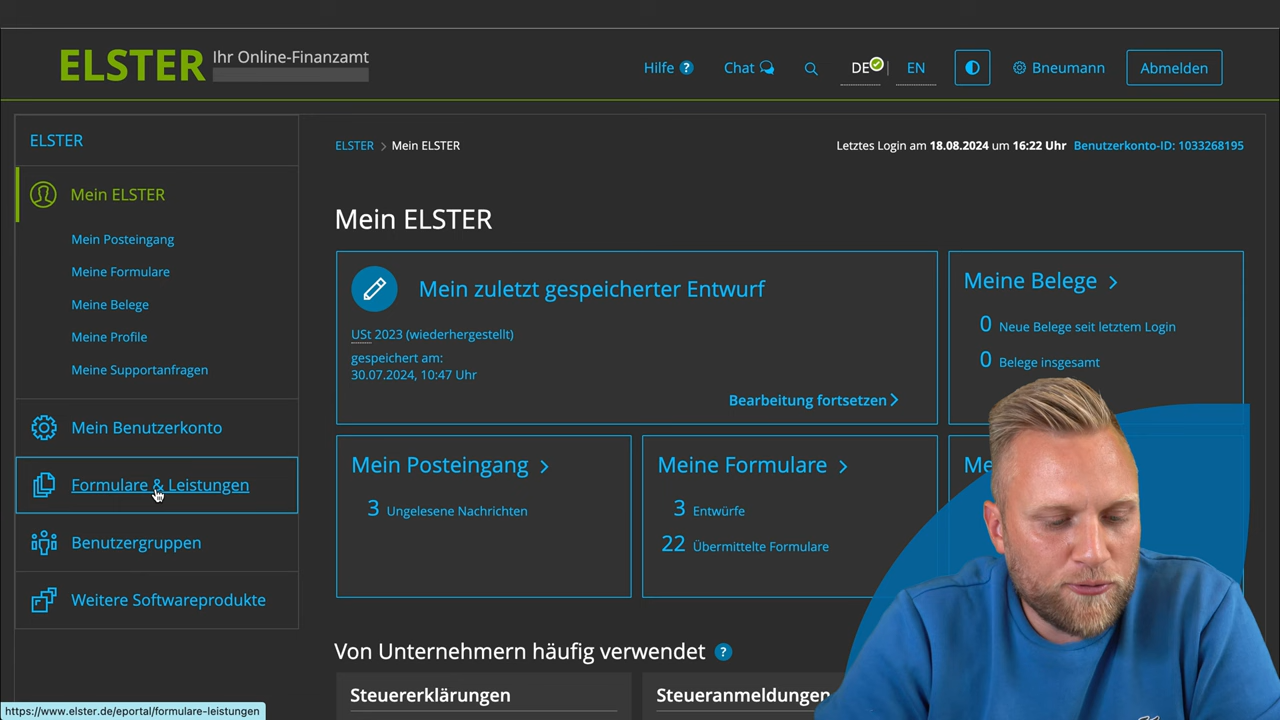 ELSTER Ihr Online-Finanzamt
Hilfe ? Chat DE | EN Bneumann Abmelden
ELSTER
Mein ELSTER
Mein Posteingang
Meine Formulare
Meine Belege
Meine Profile
Meine Supportanfragen
Mein Benutzerkonto
Formulare & Leistungen
Benutzergruppen
Weitere Softwareprodukte
ELSTER > Mein ELSTER
Letztes Login am 18.08.2024 um 16:22 Uhr Benutzerkonto-ID: 1033268195
Mein ELSTER
Mein zuletzt gespeicherter Entwurf
USt 2023 (wiederhergestellt)
gespeichert am:
30.07.2024, 10:47 Uhr
Bearbeitung fortsetzen >
Meine Belege >
0 Neue Belege seit letztem Login
0 Belege insgesamt
Mein Posteingang >
3 Ungelesene Nachrichten
Meine Formulare >
3 Entwürfe
22 Übermittelte Formulare
Me
Von Unternehmern häufig verwendet ?
Steuererklärungen
Steueranmeldungen
https://www.elster.de/eportal/formulare-leistungen